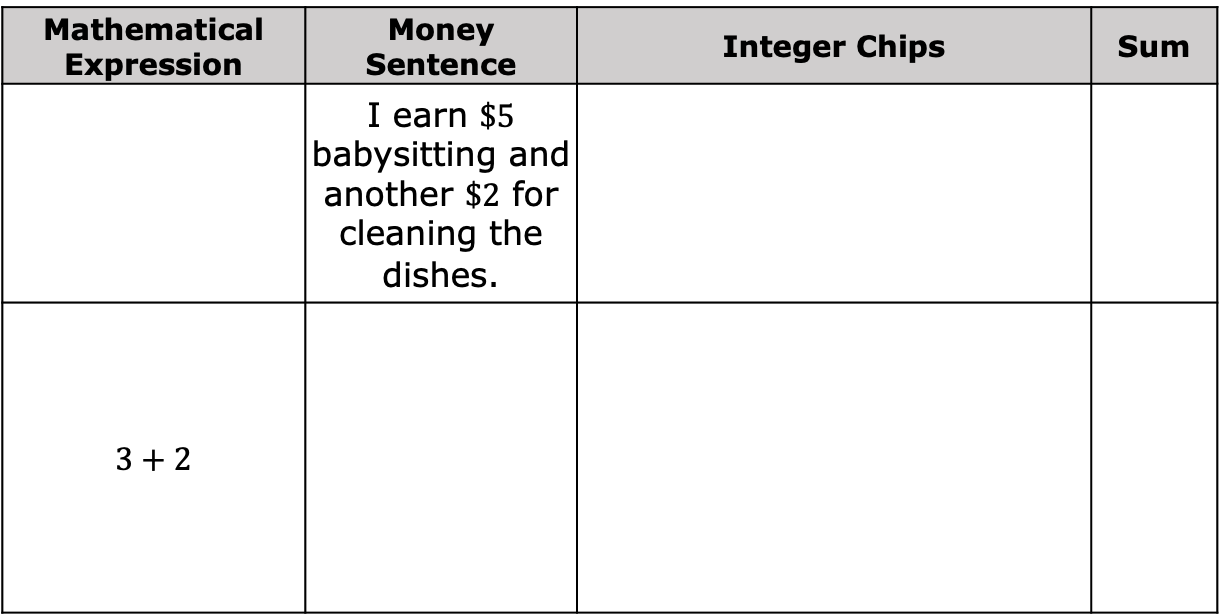 Mathematical Expression
Money Sentence
Integer Chips
Sum
I earn $5
babysitting and
another $2 for
cleaning the
dishes.
3 + 2